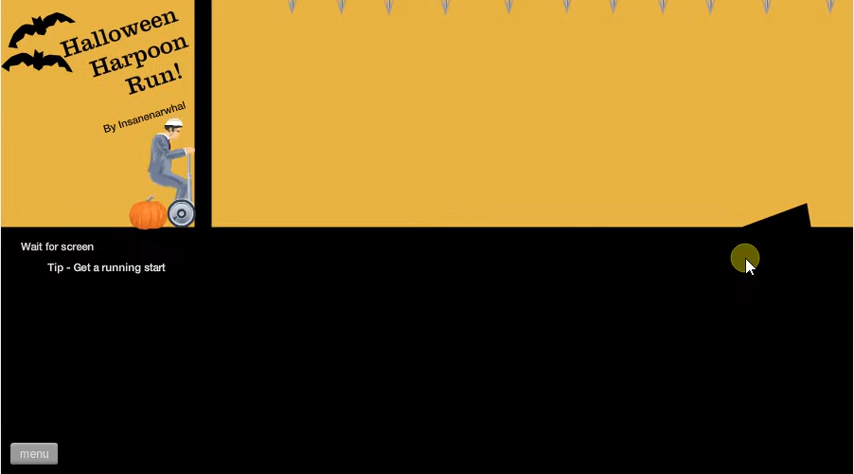 Halloween
Harpoon
Run!
By Insanenarwhal
Wait for screen
Tip - Get a running start
menu